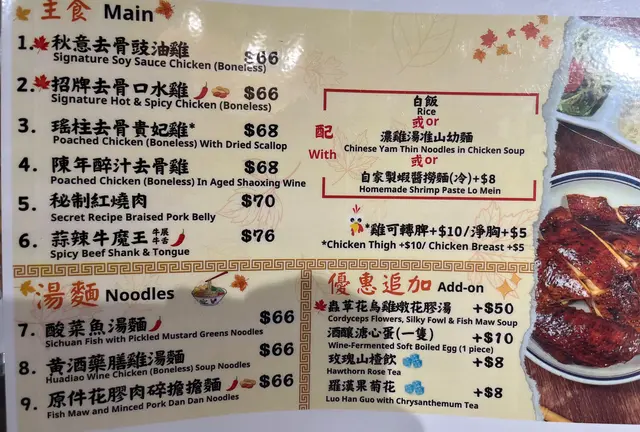 主食 Main
1. 秋意去骨豉油雞 $66
Signature Soy Sauce Chicken (Boneless)
2. 招牌去骨口水雞 $66
Signature Hot & Spicy Chicken (Boneless)
3. 瑤柱去骨貴妃雞* $68
Poached Chicken (Boneless) With Dried Scallop
4. 陳年醉汁去骨雞 $68
Poached Chicken (Boneless) In Aged Shaoxing Wine
5. 秘制紅燒肉 $70
Secret Recipe Braised Pork Belly
6. 蒜辣牛魔王 牛𦟌 牛舌 $76
Spicy Beef Shank & Tongue
配
With
白飯
Rice
或or
濃雞湯淮山幼麵
Chinese Yam Thin Noodles in Chicken Soup
或or
自家製蝦醬撈麵(冷)+$8
Homemade Shrimp Paste Lo Mein
*雞可轉髀+$10/淨胸+$5
*Chicken Thigh +$10/ Chicken Breast +$5
湯麵 Noodles
7. 酸菜魚湯麵 $66
Sichuan Fish with Pickled Mustard Greens Noodles
8. 黄酒藥膳雞湯麵 $66
Huadiao Wine Chicken (Boneless) Soup Noodles
9. 原件花膠肉碎擔擔麵 $66
Fish Maw and Minced Pork Dan Dan Noodles
優惠追加 Add-on
蟲草花烏雞燉花膠湯 +$50
Cordyceps Flowers, Silky Fowl & Fish Maw Soup
酒釀溏心蛋(一隻) +$10
Wine-Fermented Soft Boiled Egg (1 piece)
玫瑰山楂飲 +$8
Hawthorn Rose Tea
羅漢果菊花 +$8
Luo Han Guo with Chrysanthemum Tea